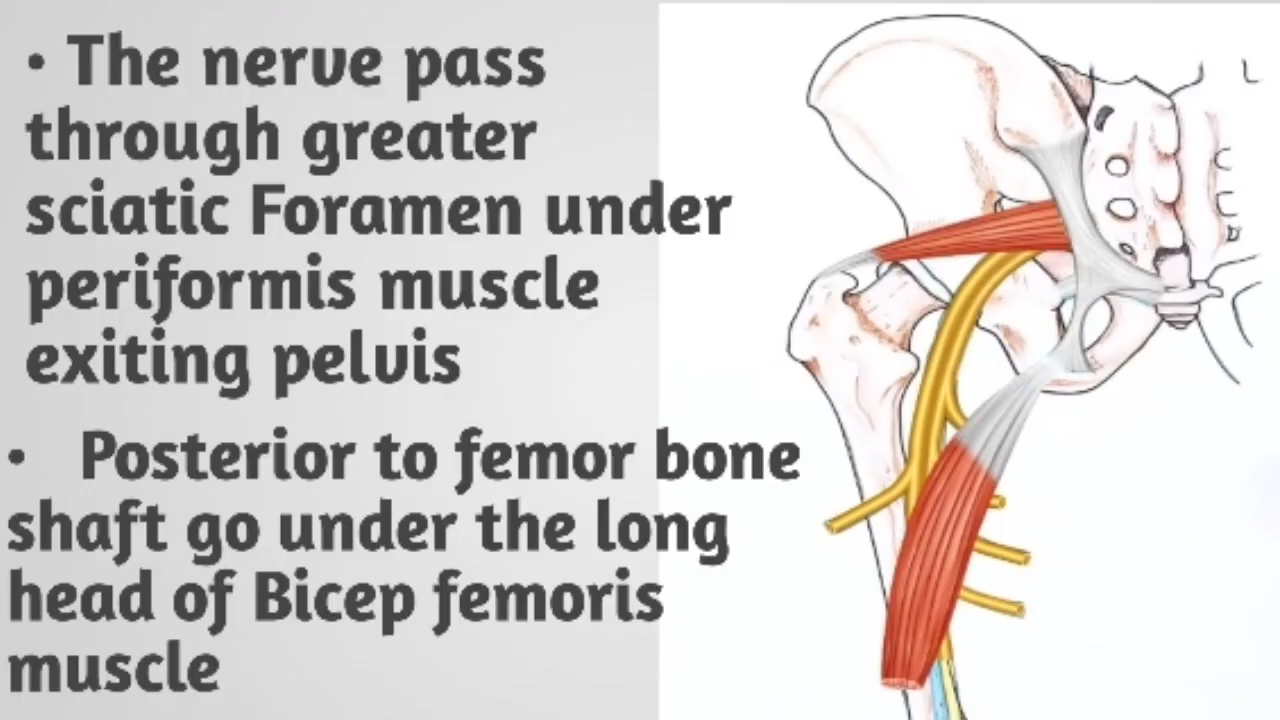 • The nerve pass
through greater
sciatic Foramen under
periformis muscle
exiting pelvis
• Posterior to femor bone
shaft go under the long
head of Bicep femoris
muscle